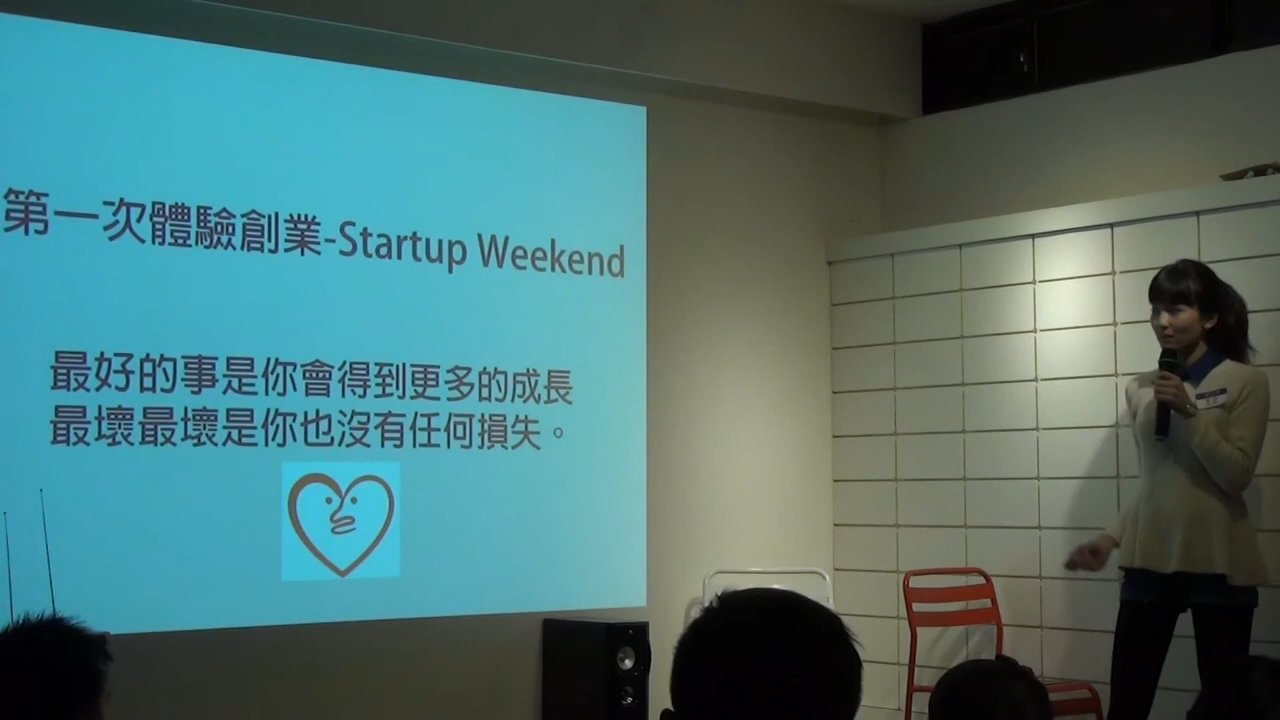 第一次體驗創業-Startup Weekend
最好的事是你會得到更多的成長
最壞最壞是你也沒有任何損失。